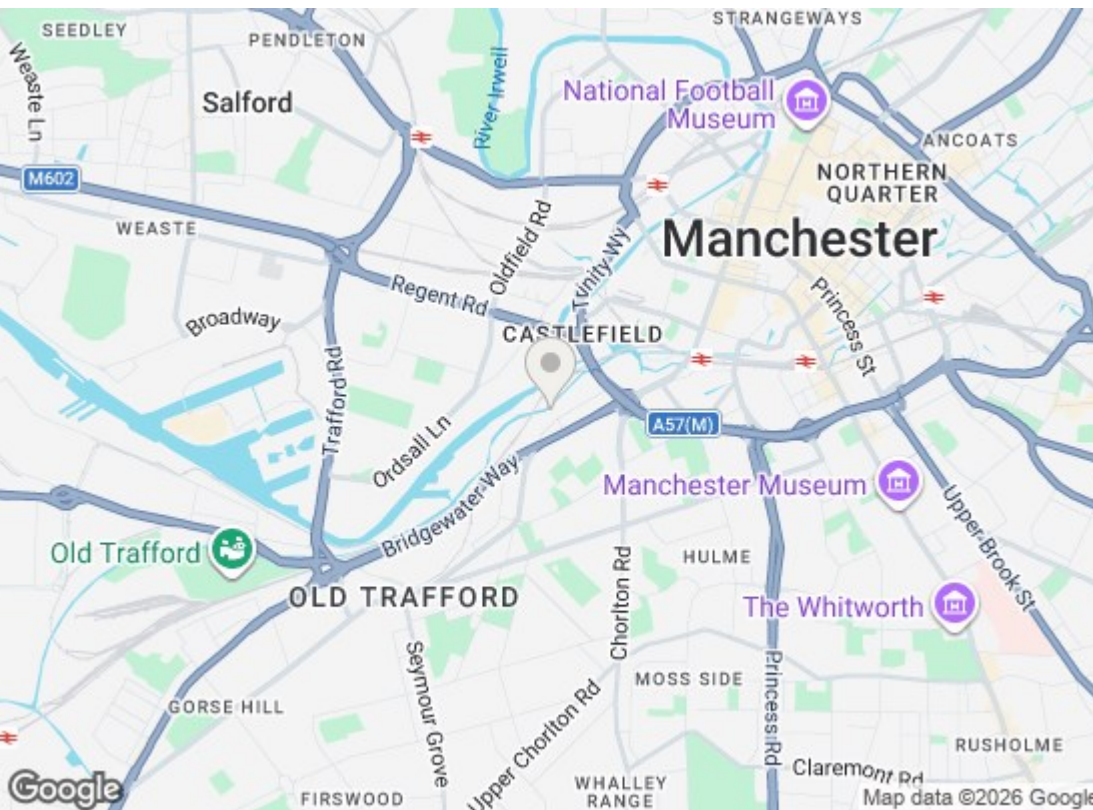 STRANGEWAYS
SEEDLEY
PENDLETON
Weaste Ln
River Irwell
National Football
Museum
Salford
ANCOATS
M602
NORTHERN
QUARTER
WEASTE
Oldfield Rd
Trinity Wy
Manchester
Regent Rd
Princess St
Broadway
CASTLEFIELD
Trafford Rd
A57(M)
Ordsall Ln
Bridgewater Way
Manchester Museum
Upper Brook St
Old Trafford
HULME
OLD TRAFFORD
Chorlton Rd
The Whitworth
Seymour Grove
Princess Rd
MOSS SIDE
GORSE HILL
Upper Chorlton Rd
RUSHOLME
Claremont Rd
WHALLEY
RANGE
FIRSWOOD
Google
Map data ©2026 Google